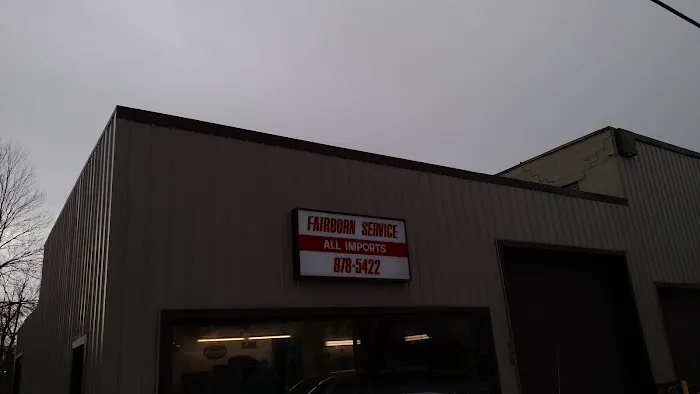 FAIRBORN SERVICE
ALL IMPORTS
878-5422